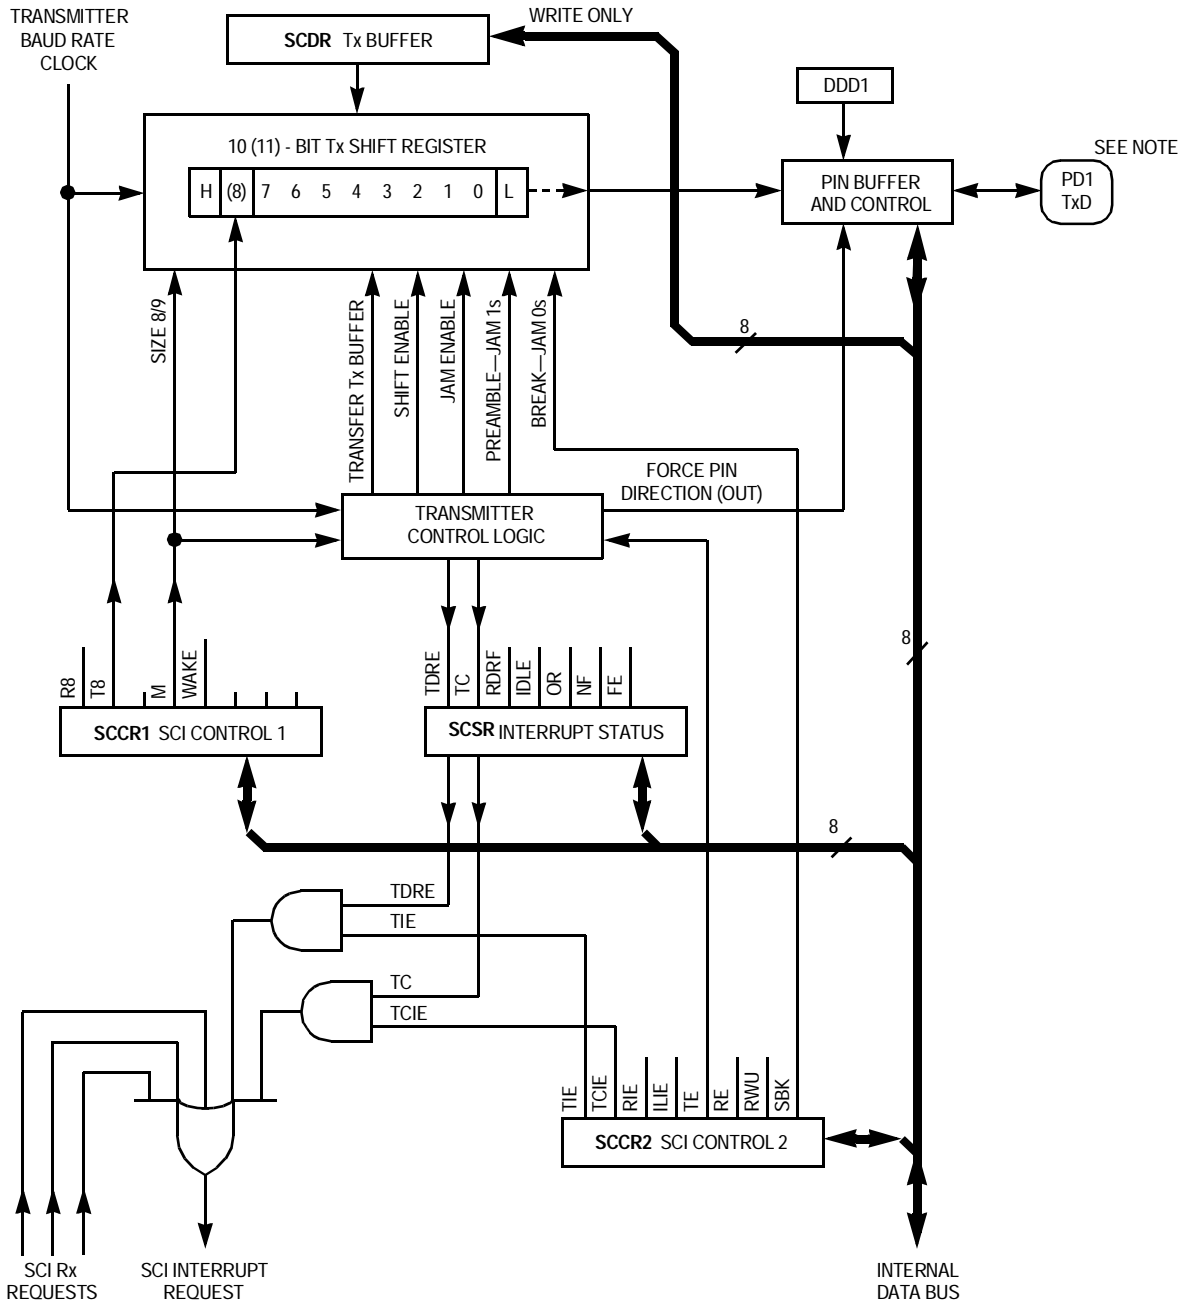 TRANSMITTER
BAUD RATE
CLOCK
SCDR Tx BUFFER
WRITE ONLY
DDD1
10 (11) - BIT Tx SHIFT REGISTER
H (8) 7 6 5 4 3 2 1 0 L
PIN BUFFER
AND CONTROL
SEE NOTE
PD1
TxD
SIZE 8/9
TRANSFER Tx BUFFER
SHIFT ENABLE
JAM ENABLE
PREAMBLE—JAM 1s
BREAK—JAM 0s
8
FORCE PIN
DIRECTION (OUT)
TRANSMITTER
CONTROL LOGIC
8
R8
T8
M
WAKE
TDRE
TC
RDRF
IDLE
OR
NF
FE
SCCR1 SCI CONTROL 1
SCSR INTERRUPT STATUS
8
TDRE
TIE
TC
TCIE
TIE
TCIE
RIE
ILIE
TE
RE
RWU
SBK
SCCR2 SCI CONTROL 2
SCI Rx
REQUESTS
SCI INTERRUPT
REQUEST
INTERNAL
DATA BUS